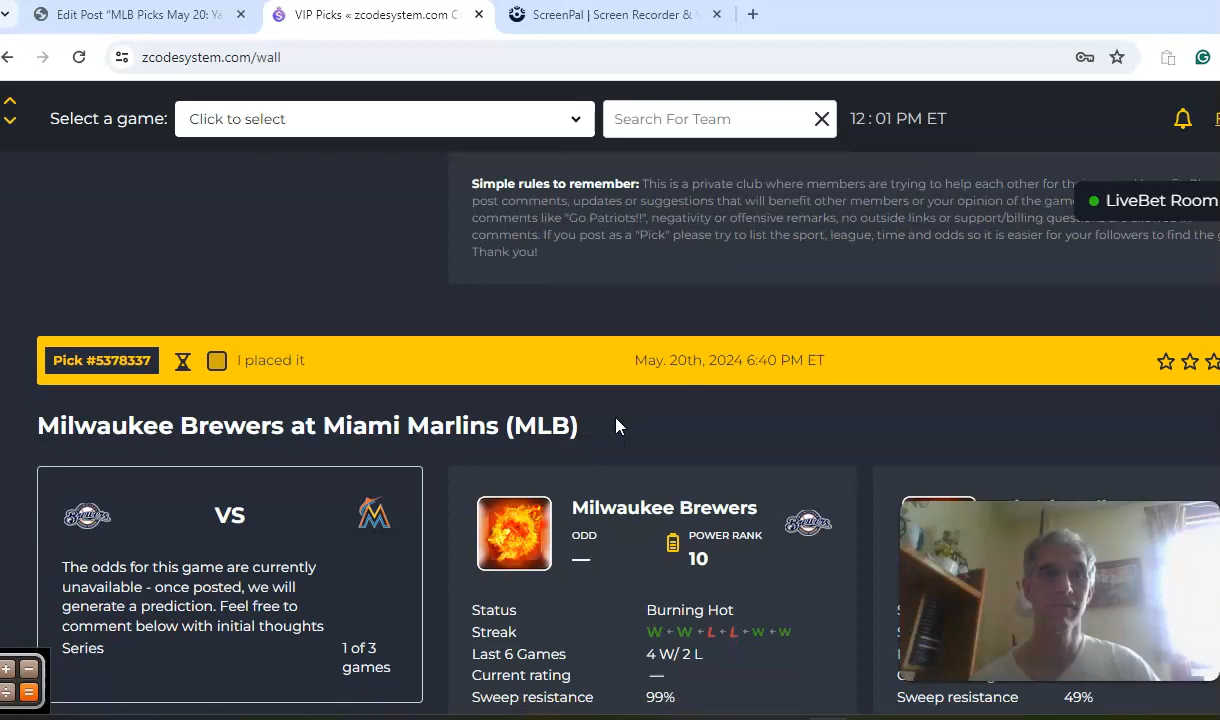 Edit Post "MLB Picks May 20: Ya
VIP Picks « zcodesystem.com C
ScreenPal | Screen Recorder &
zcodesystem.com/wall
Select a game:
Click to select
Search For Team
12 : 01 PM ET
Simple rules to remember: This is a private club where members are trying to help each other for
post comments, updates or suggestions that will benefit other members or your opinion of the
comments like "Go Patriots!!", negativity or offensive remarks, no outside links or support/billing
comments. If you post as a "Pick" please try to list the sport, league, time and odds so it is easier for your followers to find the
Thank you!
LiveBet Room
Pick #5378337
I placed it
May. 20th, 2024 6:40 PM ET
Milwaukee Brewers at Miami Marlins (MLB)
Brewers
VS
M
The odds for this game are currently
unavailable - once posted, we will
generate a prediction. Feel free to
comment below with initial thoughts
Series
1 of 3
games
Milwaukee Brewers
Brewers
ODD
—
POWER RANK
10
Status
Burning Hot
Streak
W - W - L - L - W - W
Last 6 Games
4 W/ 2 L
Current rating
—
Sweep resistance
99%
Sweep resistance
49%